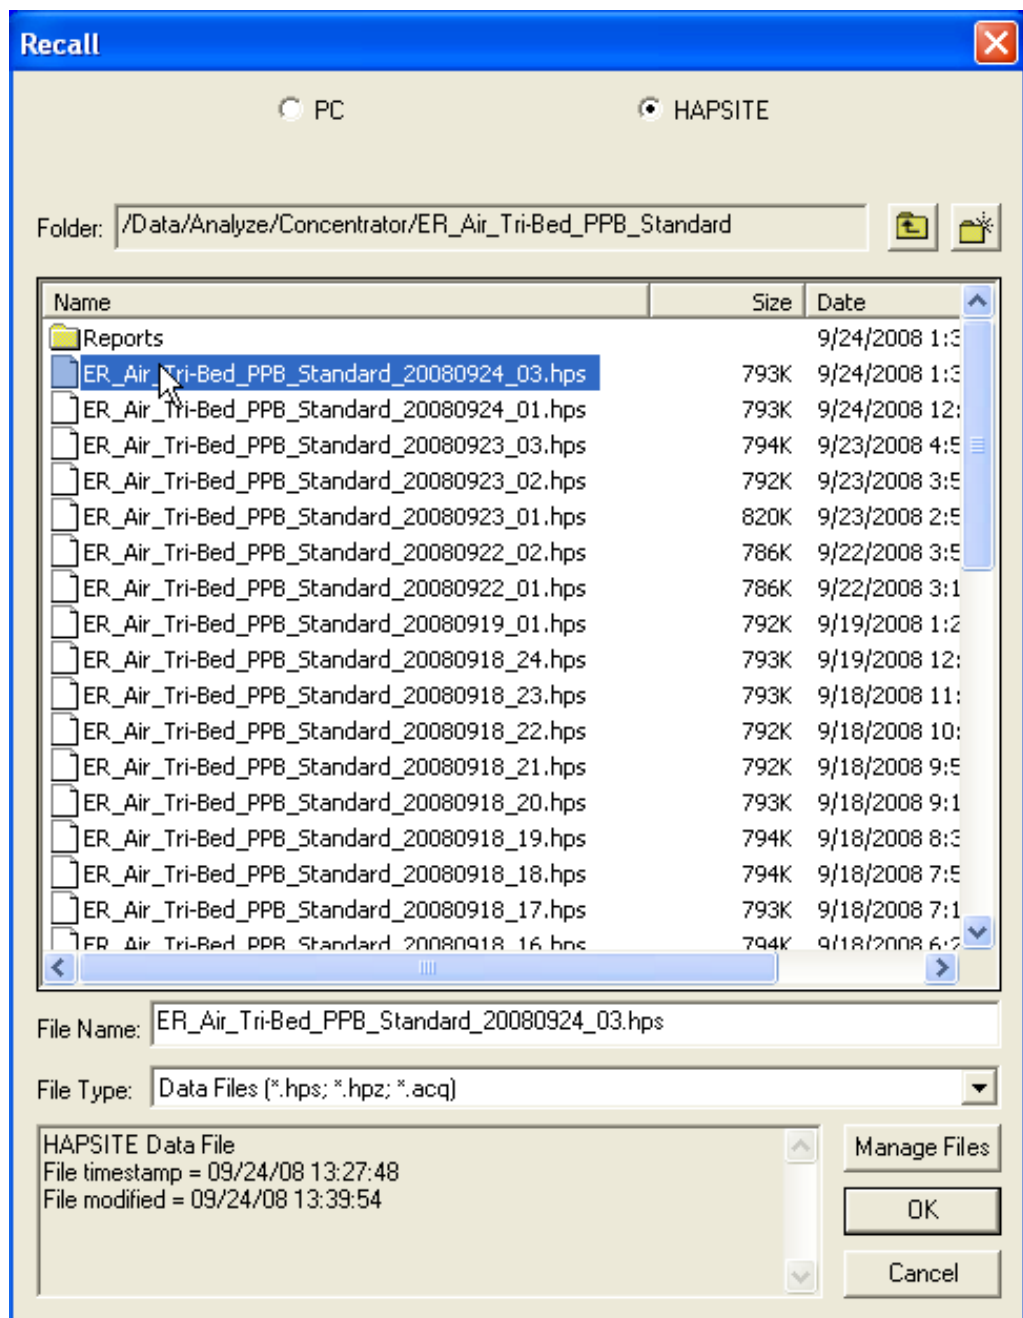 Recall
PC HAPSITE
Folder: /Data/Analyze/Concentrator/ER_Air_Tri-Bed_PPB_Standard
Name Size Date
Reports 9/24/2008 1:3
ER_Air_Tri-Bed_PPB_Standard_20080924_03.hps 793K 9/24/2008 1:3
ER_Air_Tri-Bed_PPB_Standard_20080924_01.hps 793K 9/24/2008 12:
ER_Air_Tri-Bed_PPB_Standard_20080923_03.hps 794K 9/23/2008 4:5
ER_Air_Tri-Bed_PPB_Standard_20080923_02.hps 792K 9/23/2008 3:5
ER_Air_Tri-Bed_PPB_Standard_20080923_01.hps 820K 9/23/2008 2:5
ER_Air_Tri-Bed_PPB_Standard_20080922_02.hps 786K 9/22/2008 3:5
ER_Air_Tri-Bed_PPB_Standard_20080922_01.hps 786K 9/22/2008 3:1
ER_Air_Tri-Bed_PPB_Standard_20080919_01.hps 792K 9/19/2008 1:2
ER_Air_Tri-Bed_PPB_Standard_20080918_24.hps 793K 9/19/2008 12:
ER_Air_Tri-Bed_PPB_Standard_20080918_23.hps 793K 9/18/2008 11:
ER_Air_Tri-Bed_PPB_Standard_20080918_22.hps 792K 9/18/2008 10:
ER_Air_Tri-Bed_PPB_Standard_20080918_21.hps 792K 9/18/2008 9:5
ER_Air_Tri-Bed_PPB_Standard_20080918_20.hps 793K 9/18/2008 9:1
ER_Air_Tri-Bed_PPB_Standard_20080918_19.hps 794K 9/18/2008 8:3
ER_Air_Tri-Bed_PPB_Standard_20080918_18.hps 794K 9/18/2008 7:5
ER_Air_Tri-Bed_PPB_Standard_20080918_17.hps 793K 9/18/2008 7:1
ER_Air_Tri-Bed_PPB_Standard_20080918_16.hps 794K 9/18/2008 6:2
File Name: ER_Air_Tri-Bed_PPB_Standard_20080924_03.hps
File Type: Data Files (*.hps; *.hpz; *.acq)
HAPSITE Data File
File timestamp = 09/24/08 13:27:48
File modified = 09/24/08 13:39:54
Manage Files
OK
Cancel